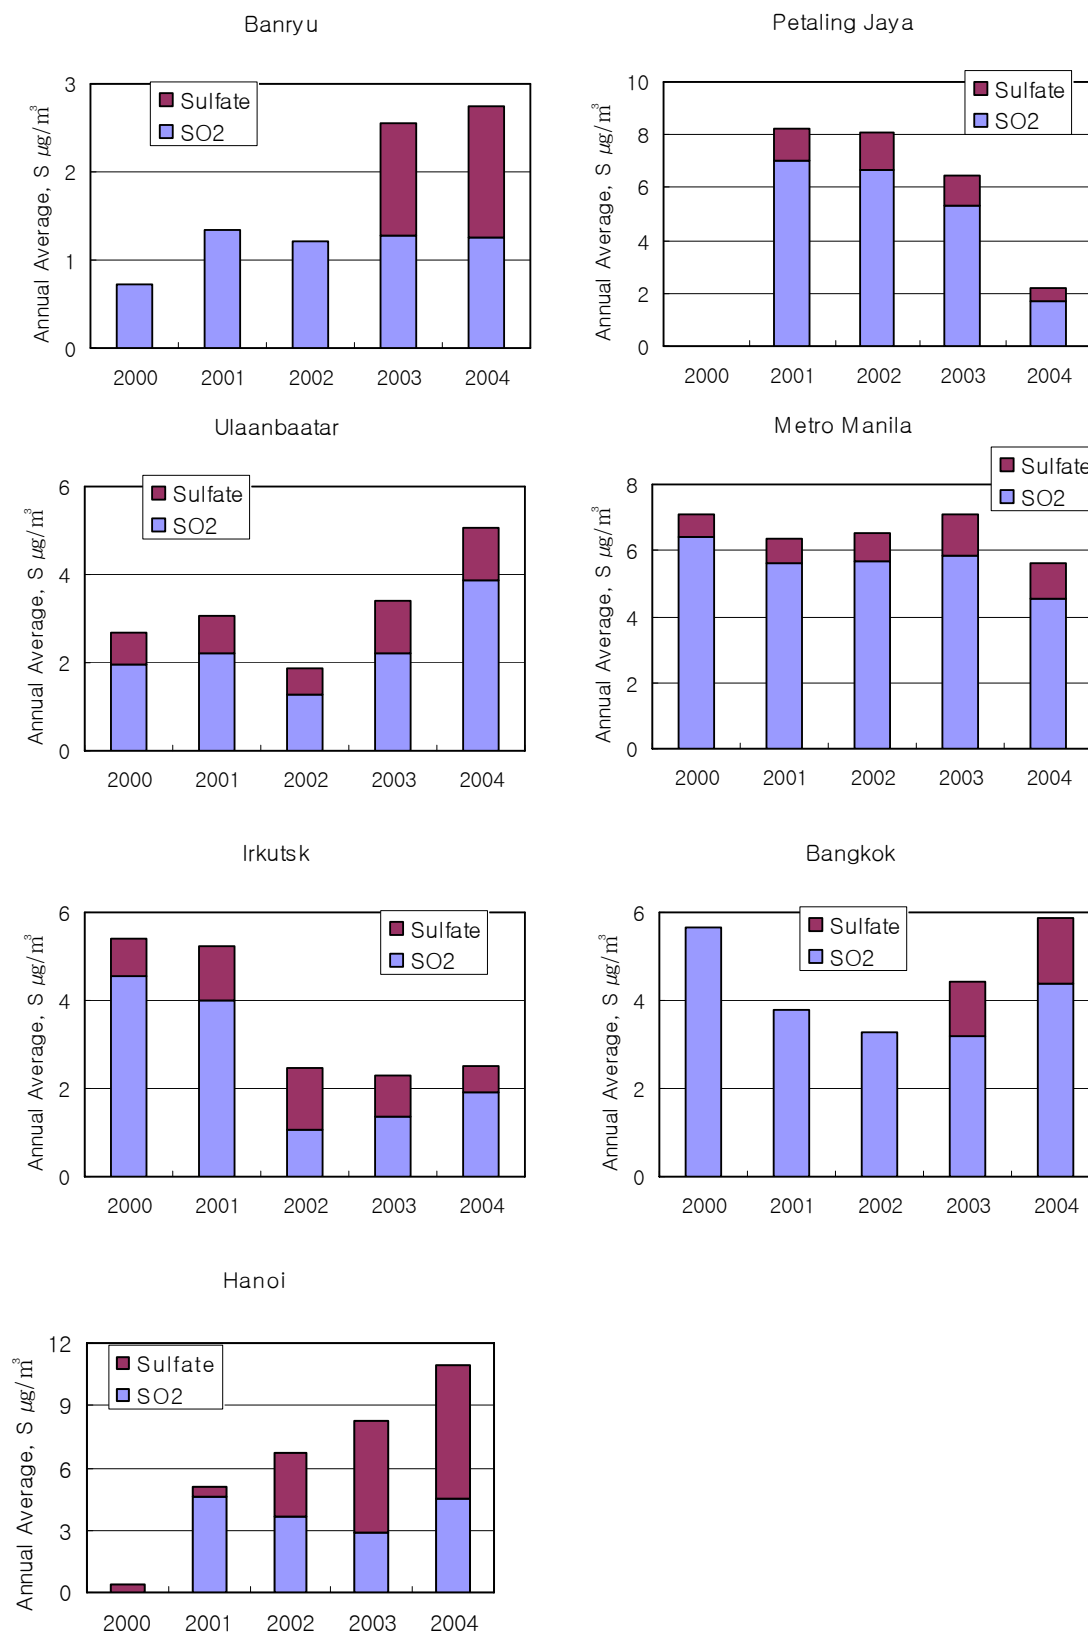 Banryu
Annual Average, S μg/m³
3
2
1
0
Sulfate
SO2
2000 2001 2002 2003 2004
Petaling Jaya
Annual Average, S μg/m³
10
8
6
4
2
0
Sulfate
SO2
2000 2001 2002 2003 2004
Ulaanbaatar
Annual Average, S μg/m³
6
4
2
0
Sulfate
SO2
2000 2001 2002 2003 2004
Metro Manila
Annual Average, S μg/m³
8
6
4
2
0
Sulfate
SO2
2000 2001 2002 2003 2004
Irkutsk
Annual Average, S μg/m³
6
4
2
0
Sulfate
SO2
2000 2001 2002 2003 2004
Bangkok
Annual Average, S μg/m³
6
4
2
0
Sulfate
SO2
2000 2001 2002 2003 2004
Hanoi
Annual Average, S μg/m³
12
9
6
3
0
Sulfate
SO2
2000 2001 2002 2003 2004